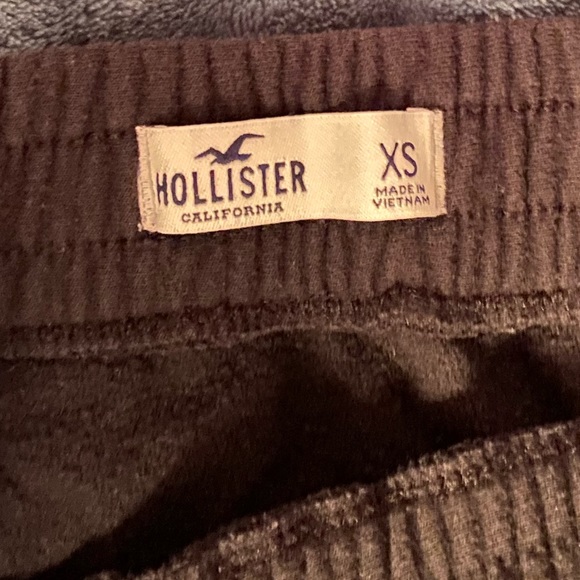 HOLLISTER
CALIFORNIA
XS
MADE IN
VIETNAM